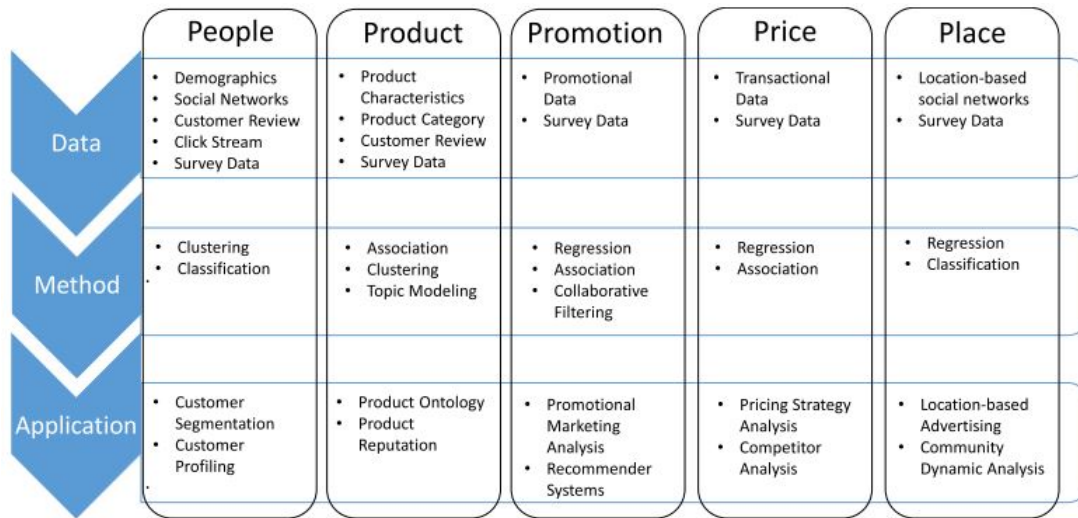 People
Product
Promotion
Price
Place
Data
• Demographics
• Social Networks
• Customer Review
• Click Stream
• Survey Data
• Product
Characteristics
• Product Category
• Customer Review
• Survey Data
• Promotional
Data
• Survey Data
• Transactional
Data
• Survey Data
• Location-based
social networks
• Survey Data
Method
• Clustering
• Classification
• Association
• Clustering
• Topic Modeling
• Regression
• Association
• Collaborative
Filtering
• Regression
• Association
• Regression
• Classification
Application
• Customer
Segmentation
• Customer
Profiling
• Product Ontology
• Product
Reputation
• Promotional
Marketing
Analysis
• Recommender
Systems
• Pricing Strategy
Analysis
• Competitor
Analysis
• Location-based
Advertising
• Community
Dynamic Analysis